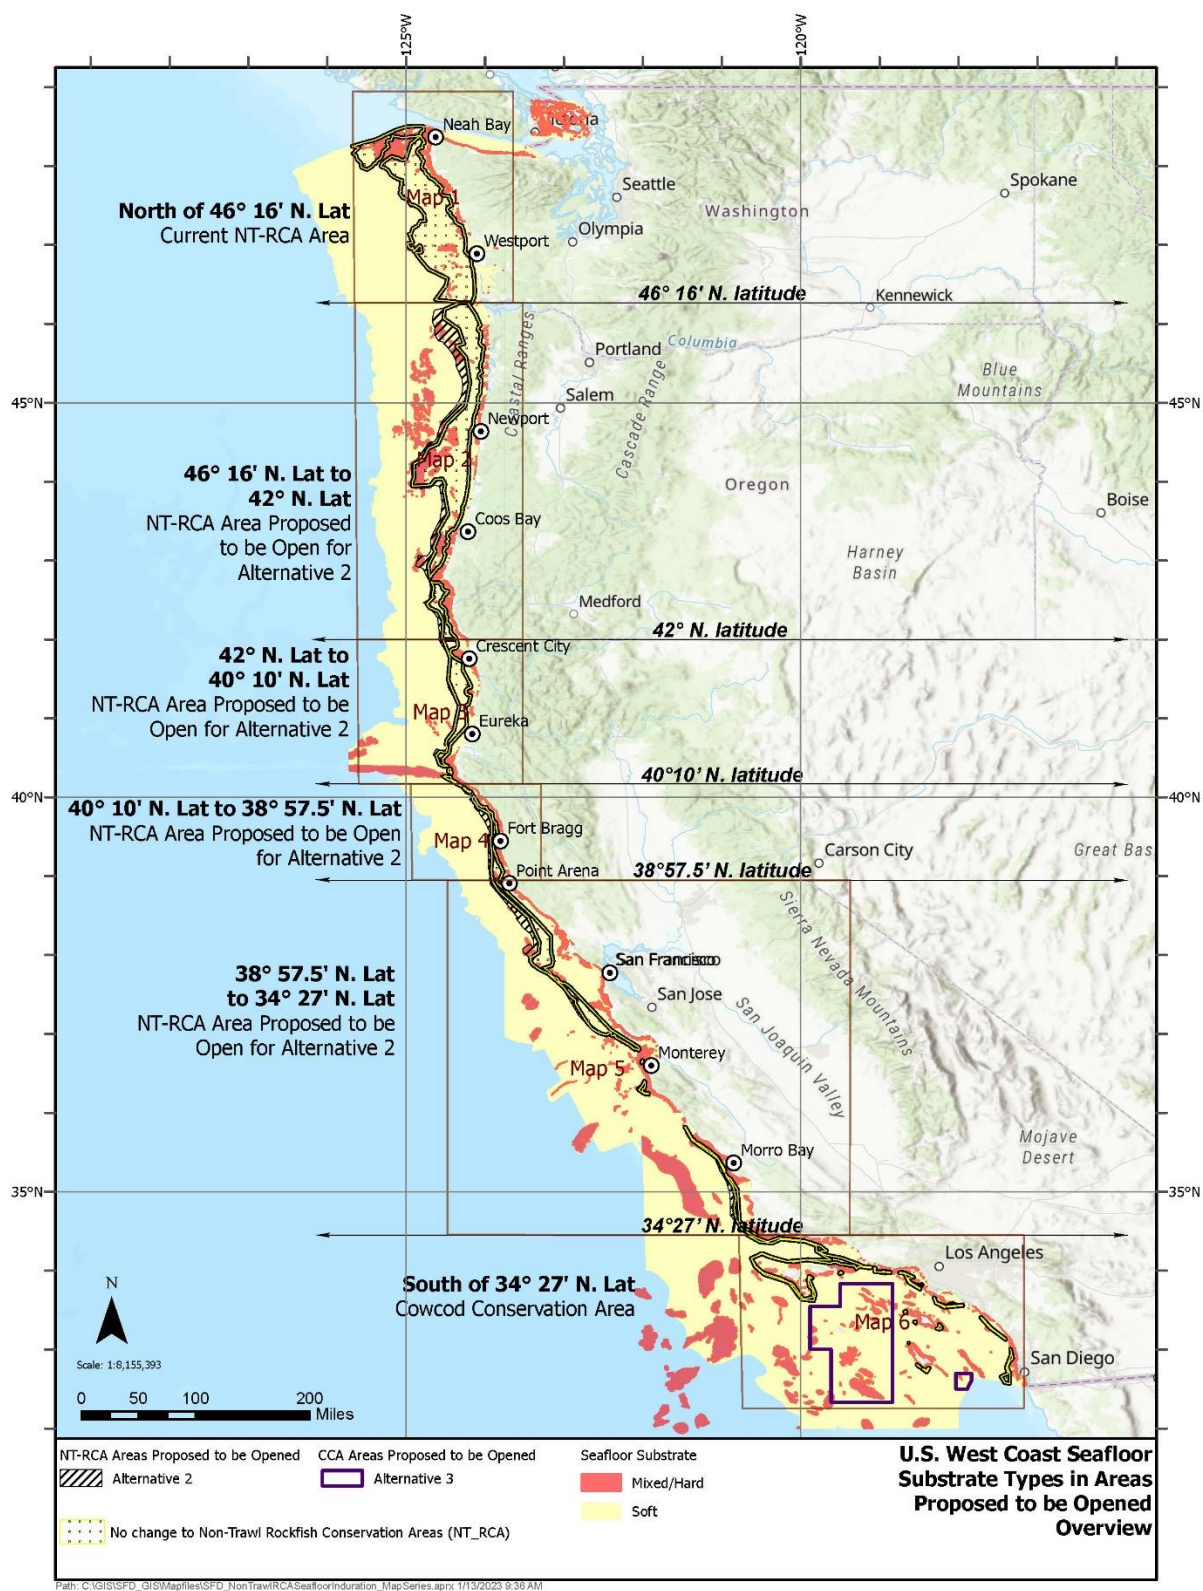 125°W
120°W
Neah Bay
Seattle
Spokane
Map 1
Washington
North of 46° 16' N. Lat
Current NT-RCA Area
Olympia
Westport
46° 16' N. latitude
Kennewick
Columbia
Portland
Coastal Ranges
Cascade Range
Blue
Mountains
Salem
45°N
45°N
Newport
Map 2
46° 16' N. Lat to
42° N. Lat
NT-RCA Area Proposed
to be Open for
Alternative 2
Oregon
Boise
Coos Bay
Harney
Basin
Medford
42° N. latitude
Crescent City
42° N. Lat to
40° 10' N. Lat
NT-RCA Area Proposed to be
Open for Alternative 2
Map
Eureka
40°10' N. latitude
40°N
40°N
40° 10' N. Lat to 38° 57.5' N. Lat
NT-RCA Area Proposed to be Open
for Alternative 2
Map 4
Fort Bragg
Carson City
Great Bas
Point Arena
38°57.5' N. latitude
Sierra Nevada Mountains
San Francisco
38° 57.5' N. Lat
to 34° 27' N. Lat
NT-RCA Area Proposed to be
Open for Alternative 2
San Jose
San Joaquin Valley
Map 5
Monterey
Mojave
Desert
Morro Bay
35°N
35°N
34°27' N. latitude
Los Angeles
South of 34° 27' N. Lat
Cowcod Conservation Area
Map 6
San Diego
N
Scale: 1:8,155,393
0 50 100 200
Miles
NT-RCA Areas Proposed to be Opened
Alternative 2
CCA Areas Proposed to be Opened
Alternative 3
Seafloor Substrate
Mixed/Hard
Soft
No change to Non-Trawl Rockfish Conservation Areas (NT_RCA)
U.S. West Coast Seafloor
Substrate Types in Areas
Proposed to be Opened
Overview
Path: C:\GIS\SFD_GIS\Mapfiles\SFD_NonTrawlRCASeafloorInduration_MapSeries.aprx 1/13/2023 9:36 AM